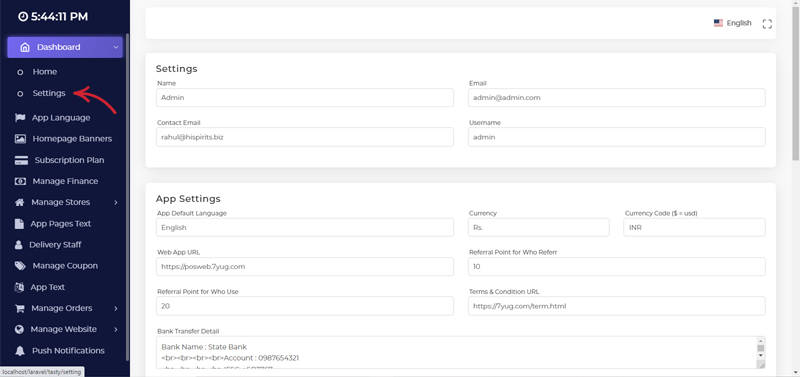 5:44:11 PM
Dashboard
Home
Settings
App Language
Homepage Banners
Subscription Plan
Manage Finance
Manage Stores
App Pages Text
Delivery Staff
Manage Coupon
App Text
Manage Orders
Manage Website
Push Notifications
localhost/laravel/tasty/setting
English
Settings
Name Email
Admin admin@admin.com
Contact Email Username
rahul@hispirits.biz admin
App Settings
App Default Language Currency Currency Code ($ = usd)
English Rs. INR
Web App URL Referral Point for Who Referr
https://posweb.7yug.com 10
Referral Point for Who Use Terms & Condition URL
20 https://7yug.com/term.html
Bank Transfer Detail
Bank Name : State Bank
<br><br><br><br>Account : 0987654321